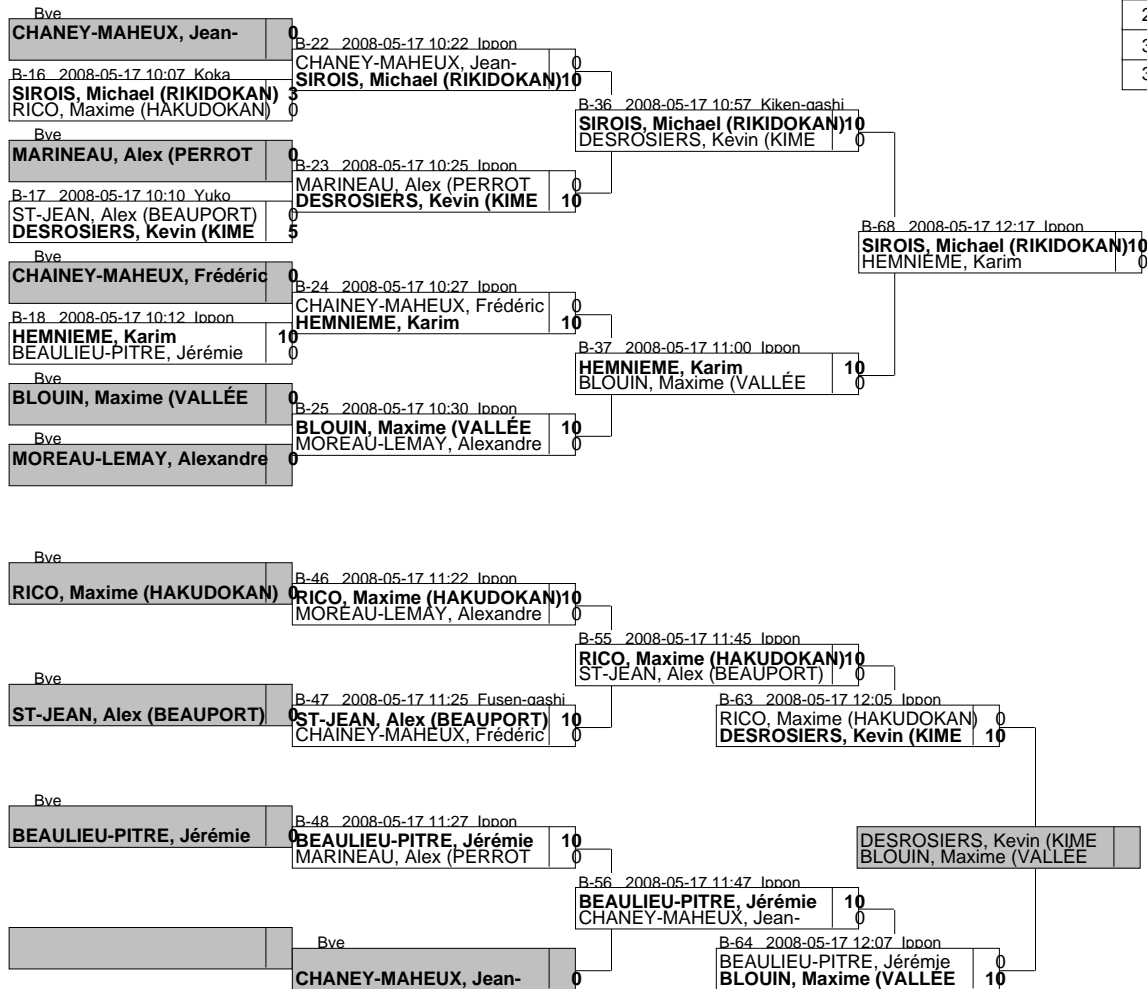 Bye
CHANEY-MAHEUX, Jean- 0
B-16 2008-05-17 10:07 Koka
SIROIS, Michael (RIKIDOKAN) 3
RICO, Maxime (HAKUDOKAN) 0
Bye
MARINEAU, Alex (PERROT 0
B-17 2008-05-17 10:10 Yuko
ST-JEAN, Alex (BEAUPORT) 0
DESROSIERS, Kevin (KIME 5
Bye
CHAINEY-MAHEUX, Frédéric 0
B-18 2008-05-17 10:12 Ippon
HEMNIEME, Karim 10
BEAULIEU-PITRE, Jérémie 0
Bye
BLOUIN, Maxime (VALLÉE 0
Bye
MOREAU-LEMAY, Alexandre 0
B-22 2008-05-17 10:22 Ippon
CHANEY-MAHEUX, Jean- 0
SIROIS, Michael (RIKIDOKAN) 10
B-23 2008-05-17 10:25 Ippon
MARINEAU, Alex (PERROT 0
DESROSIERS, Kevin (KIME 10
B-24 2008-05-17 10:27 Ippon
CHAINEY-MAHEUX, Frédéric 0
HEMNIEME, Karim 10
B-25 2008-05-17 10:30 Ippon
BLOUIN, Maxime (VALLÉE 10
MOREAU-LEMAY, Alexandre 0
B-36 2008-05-17 10:57 Kiken-gashi
SIROIS, Michael (RIKIDOKAN) 10
DESROSIERS, Kevin (KIME 0
B-37 2008-05-17 11:00 Ippon
HEMNIEME, Karim 10
BLOUIN, Maxime (VALLÉE 0
B-68 2008-05-17 12:17 Ippon
SIROIS, Michael (RIKIDOKAN) 10
HEMNIEME, Karim 0
2
3
3
Bye
RICO, Maxime (HAKUDOKAN) 0
Bye
ST-JEAN, Alex (BEAUPORT) 0
Bye
BEAULIEU-PITRE, Jérémie 0
B-46 2008-05-17 11:22 Ippon
RICO, Maxime (HAKUDOKAN) 10
MOREAU-LEMAY, Alexandre 0
B-47 2008-05-17 11:25 Fusen-gashi
ST-JEAN, Alex (BEAUPORT) 10
CHAINEY-MAHEUX, Frédéric 0
B-48 2008-05-17 11:27 Ippon
BEAULIEU-PITRE, Jérémie 10
MARINEAU, Alex (PERROT 0
Bye
CHANEY-MAHEUX, Jean- 0
B-55 2008-05-17 11:45 Ippon
RICO, Maxime (HAKUDOKAN) 10
ST-JEAN, Alex (BEAUPORT) 0
B-56 2008-05-17 11:47 Ippon
BEAULIEU-PITRE, Jérémie 10
CHANEY-MAHEUX, Jean- 0
B-63 2008-05-17 12:05 Ippon
RICO, Maxime (HAKUDOKAN) 0
DESROSIERS, Kevin (KIME 10
B-64 2008-05-17 12:07 Ippon
BEAULIEU-PITRE, Jérémie 0
BLOUIN, Maxime (VALLÉE 10
DESROSIERS, Kevin (KIME
BLOUIN, Maxime (VALLÉE